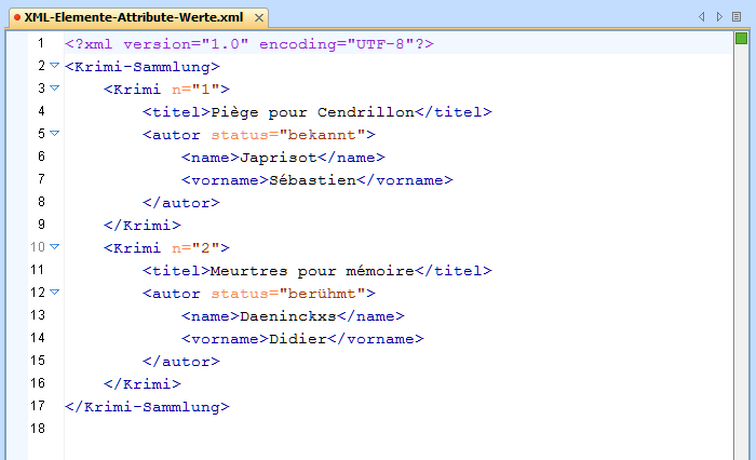 XML-Elemente-Attribute-Werte.xml
1 <?xml version="1.0" encoding="UTF-8"?>
2 <Krimi-Sammlung>
3 <Krimi n="1">
4 <titel>Piège pour Cendrillon</titel>
5 <autor status="bekannt">
6 <name>Japrisot</name>
7 <vorname>Sébastien</vorname>
8 </autor>
9 </Krimi>
10 <Krimi n="2">
11 <titel>Meurtres pour mémoire</titel>
12 <autor status="berühmt">
13 <name>Daeninckxs</name>
14 <vorname>Didier</vorname>
15 </autor>
16 </Krimi>
17 </Krimi-Sammlung>
18